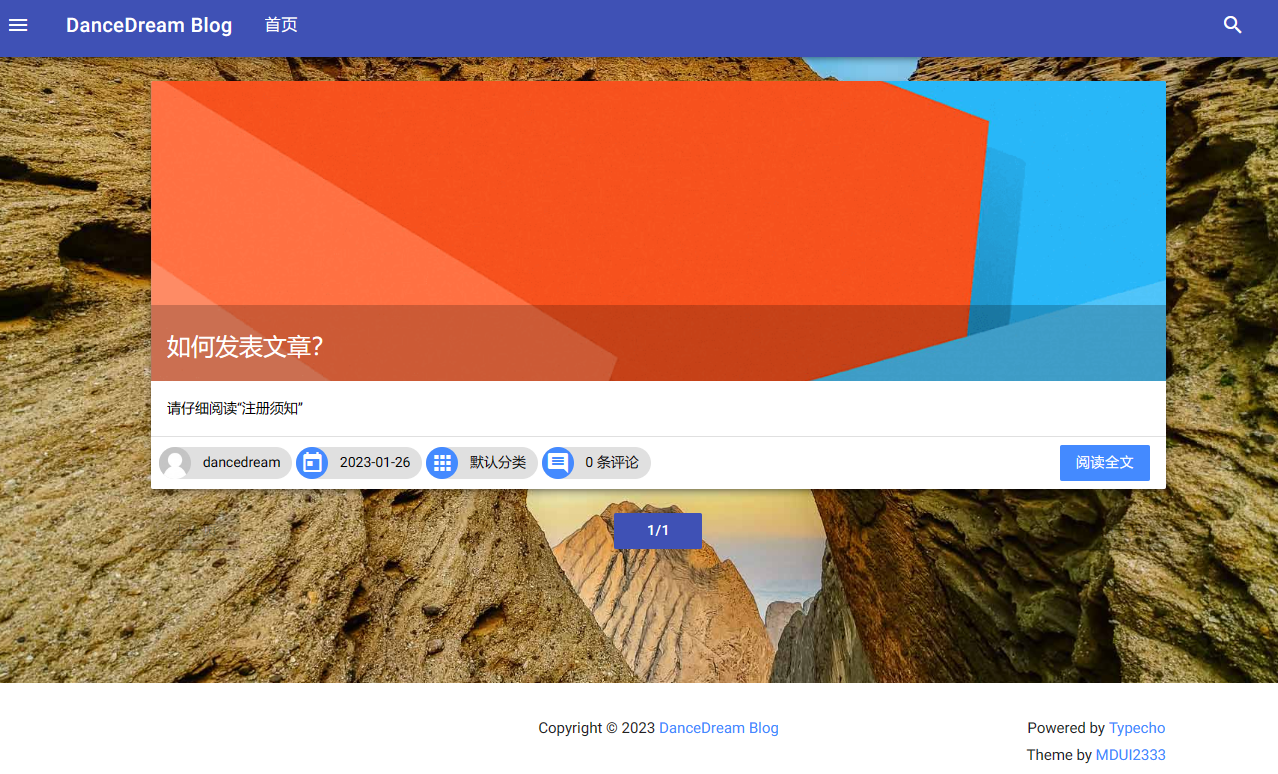 DanceDream Blog 首页
如何发表文章？
请仔细阅读“注册须知”
dancedream 2023-01-26 默认分类 0 条评论 阅读全文
1/1
Copyright © 2023 DanceDream Blog
Powered by Typecho
Theme by MDUI2333